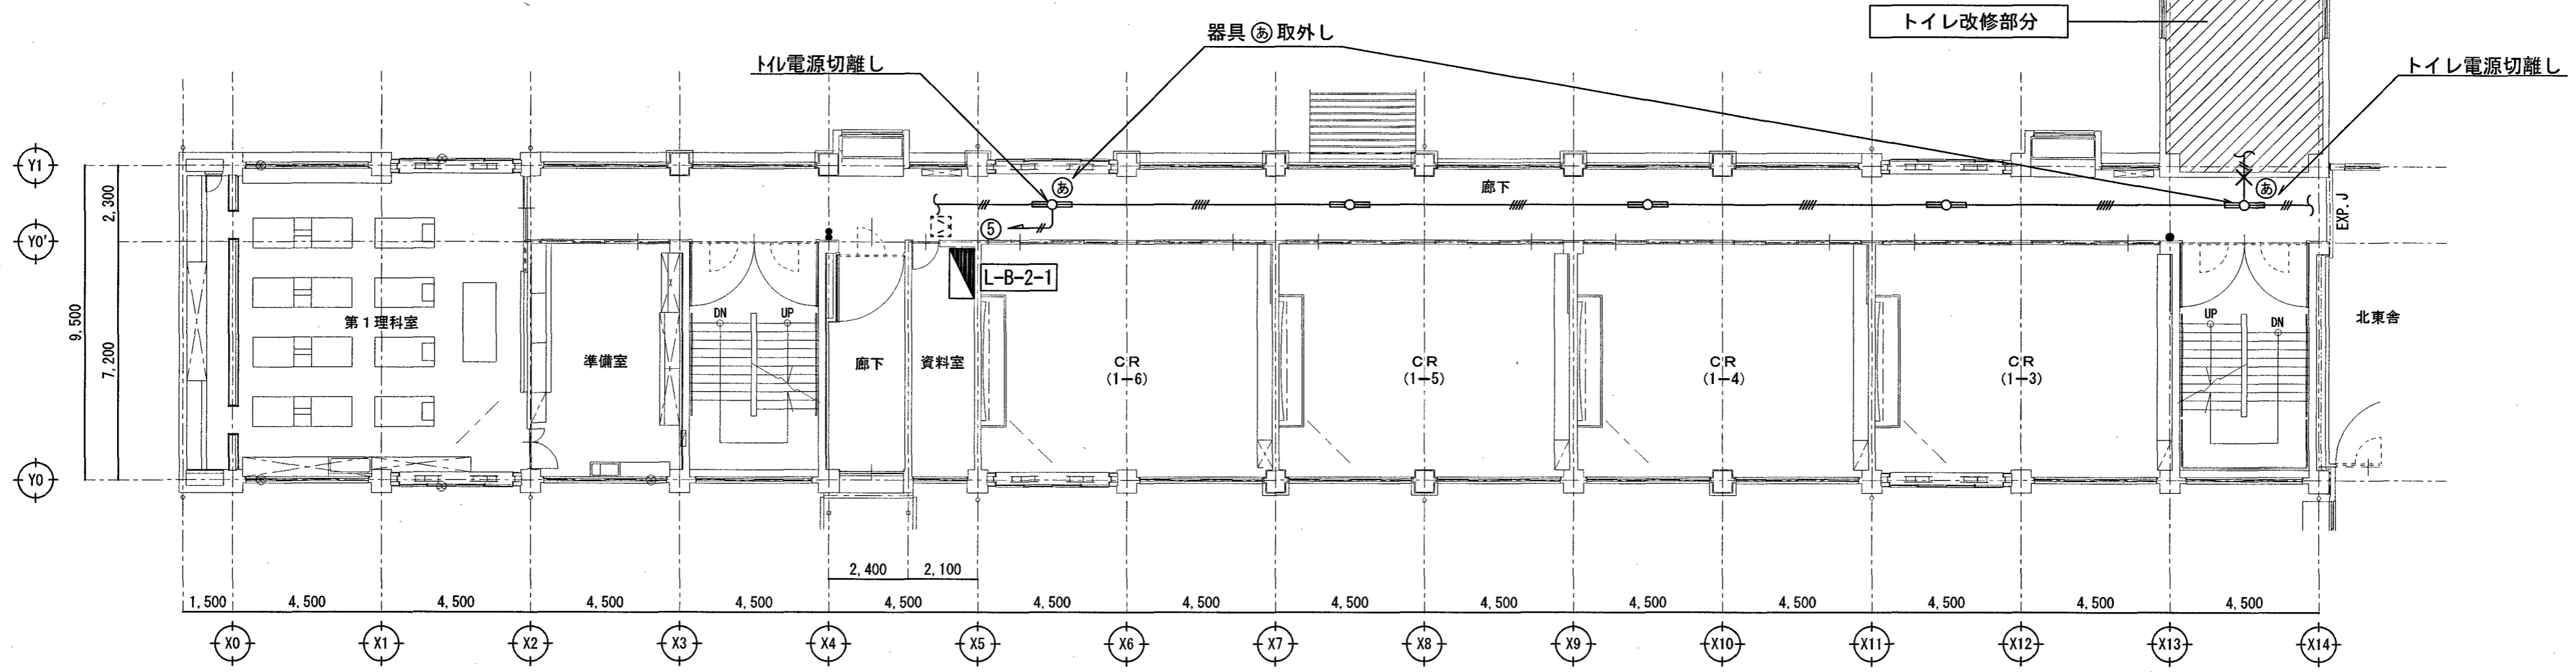 トイレ改修部分
器具 あ 取外し
トイレ電源切離し
トイレ電源切離し
Y1
あ
廊下
あ
2,300
EXP.J
Y0'
5
L-B-2-1
9,500
7,200
DN
UP
UP
DN
第1理科室
北東舎
準備室
廊下
資料室
CR
(1-6)
CR
(1-5)
CR
(1-4)
CR
(1-3)
Y0
2,400
2,100
1,500
4,500
4,500
4,500
4,500
4,500
4,500
4,500
4,500
4,500
4,500
4,500
4,500
4,500
4,500
X0
X1
X2
X3
X4
X5
X6
X7
X8
X9
X10
X11
X12
X13
X14